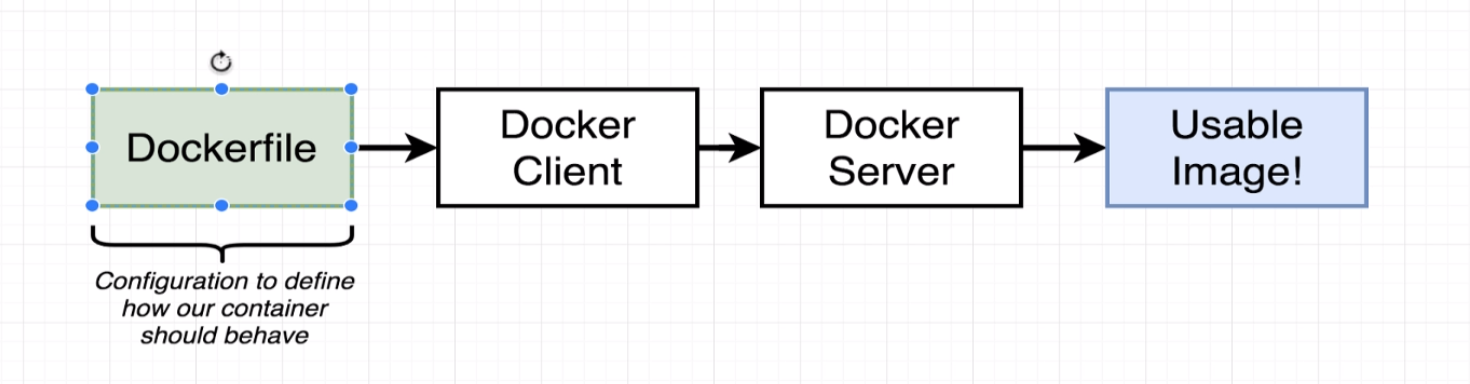 Dockerfile
Docker
Client
Docker
Server
Usable
Image!
Configuration to define
how our container
should behave